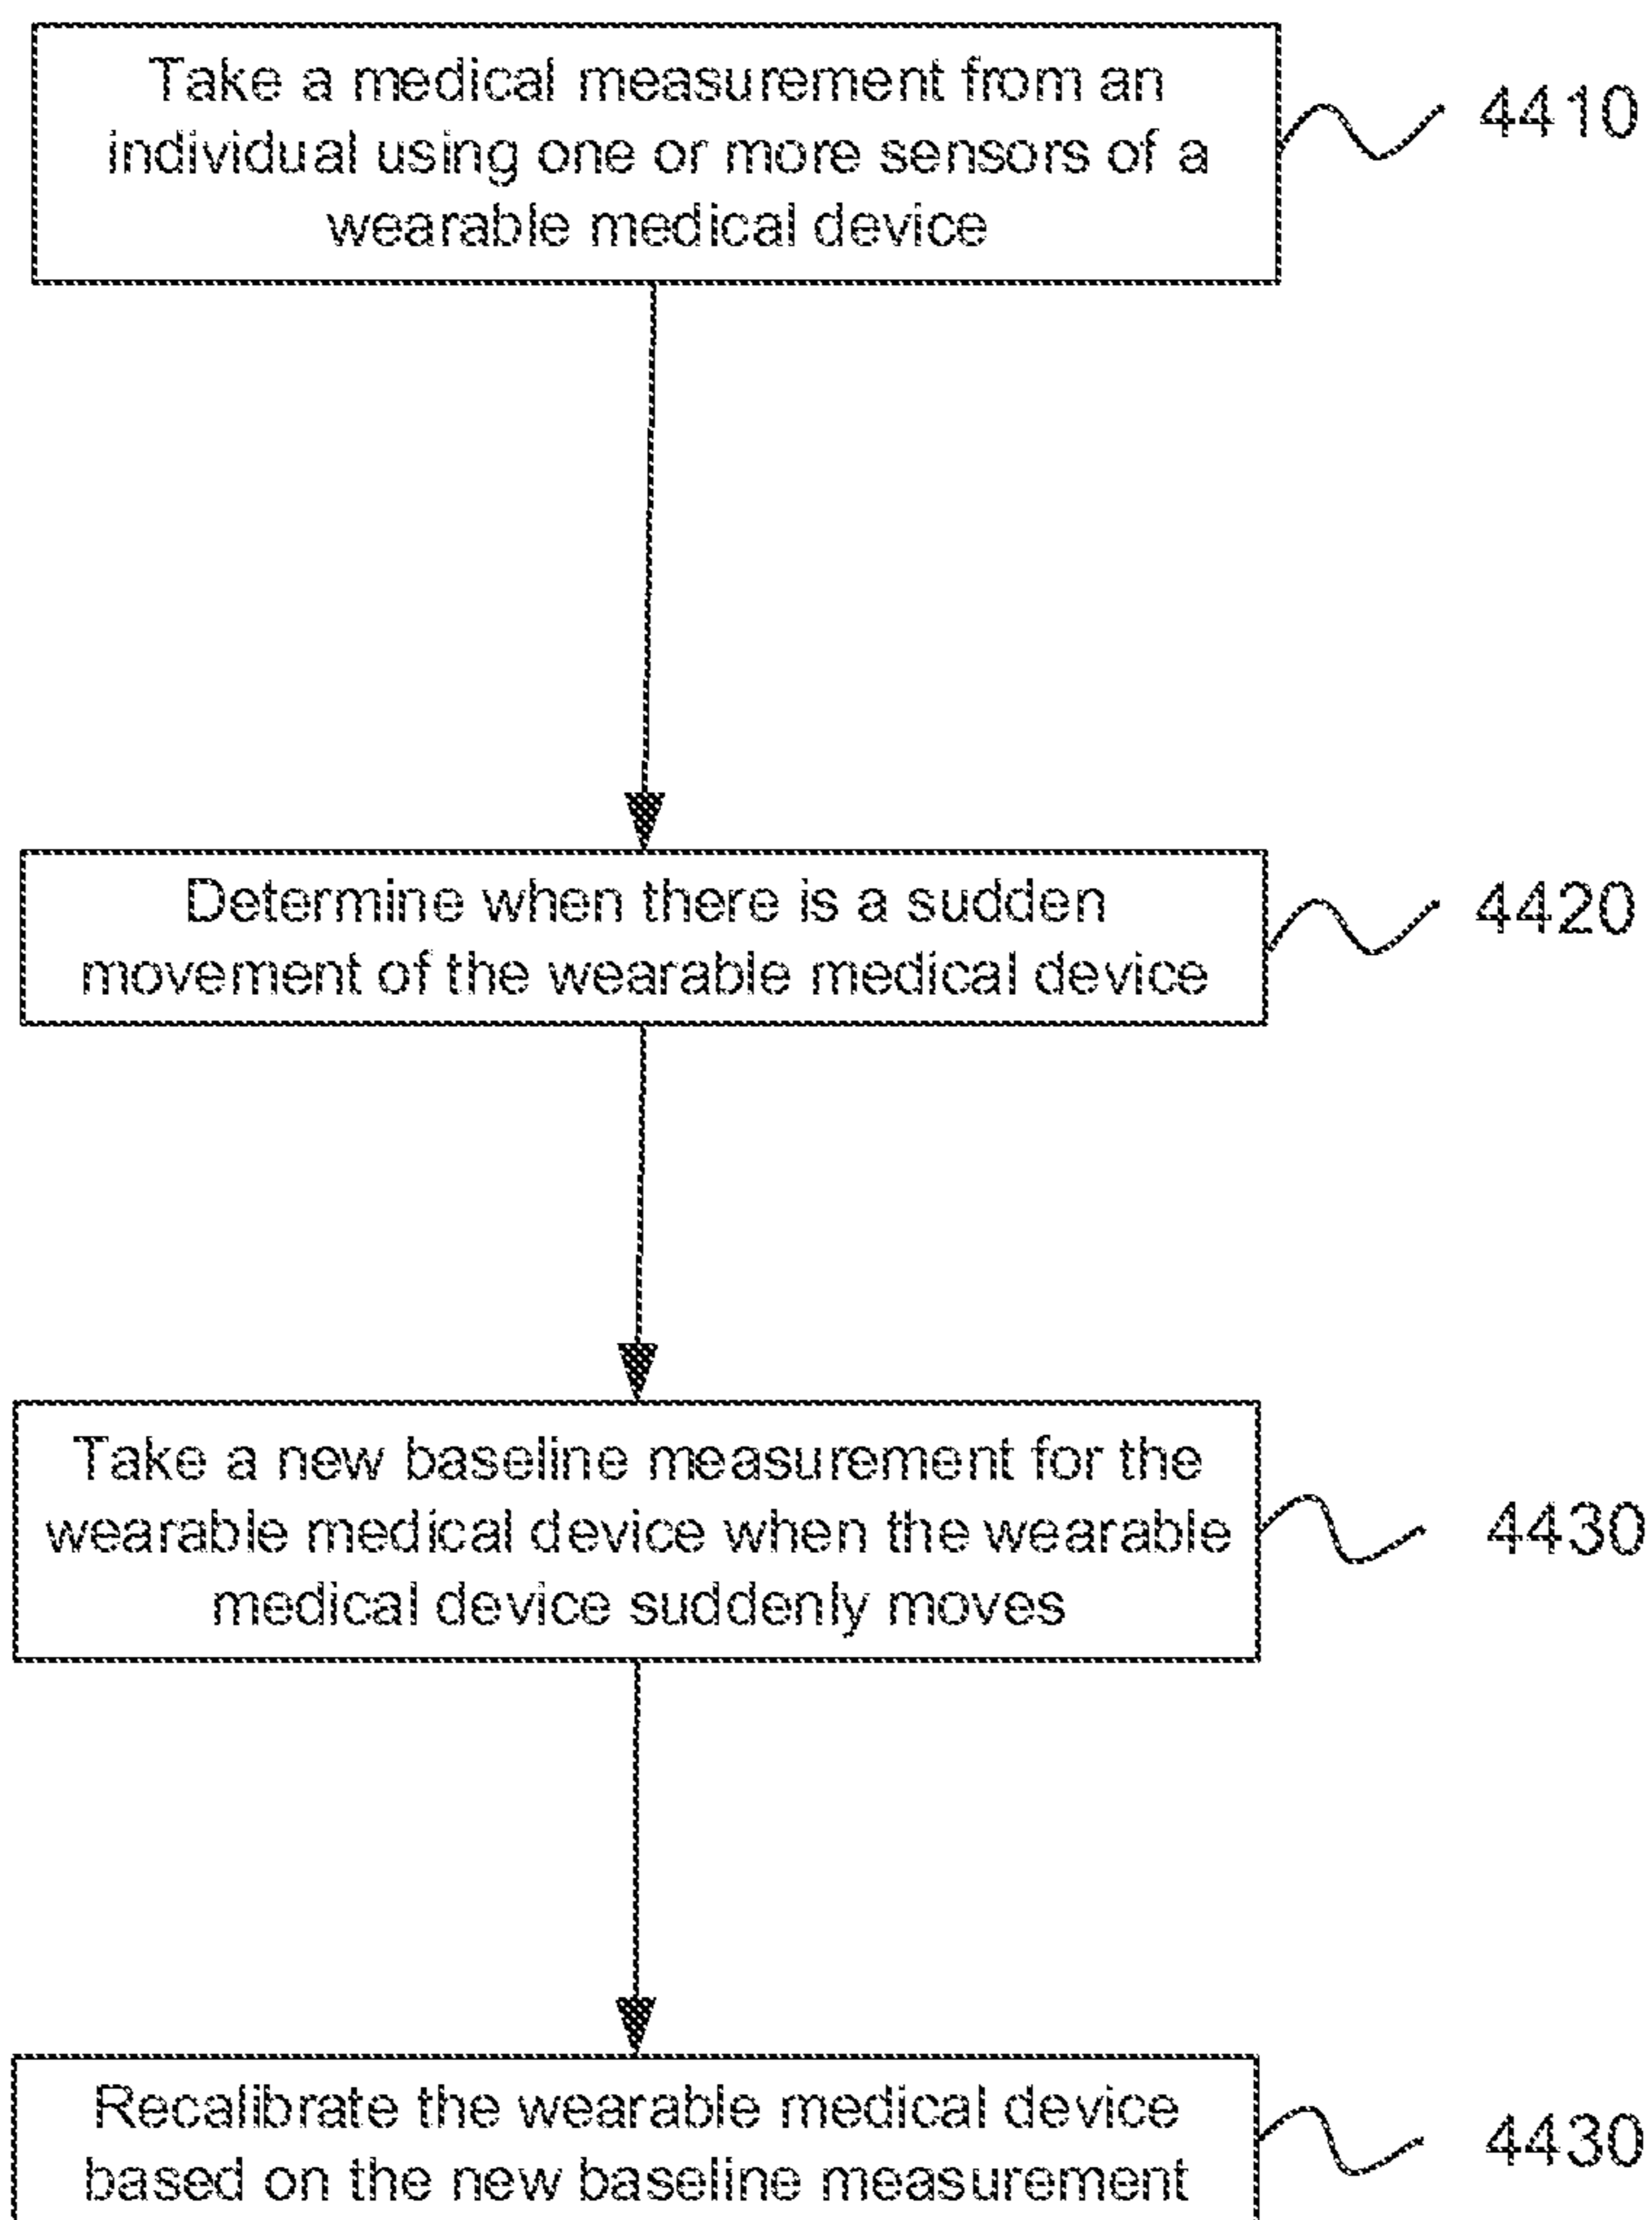 Take a medical measurement from an
individual using one or more sensors of a
wearable medical device
4410
Determine when there is a sudden
movement of the wearable medical device
4420
Take a new baseline measurement for the
wearable medical device when the wearable
medical device suddenly moves
4430
Recalibrate the wearable medical device
based on the new baseline measurement
4430